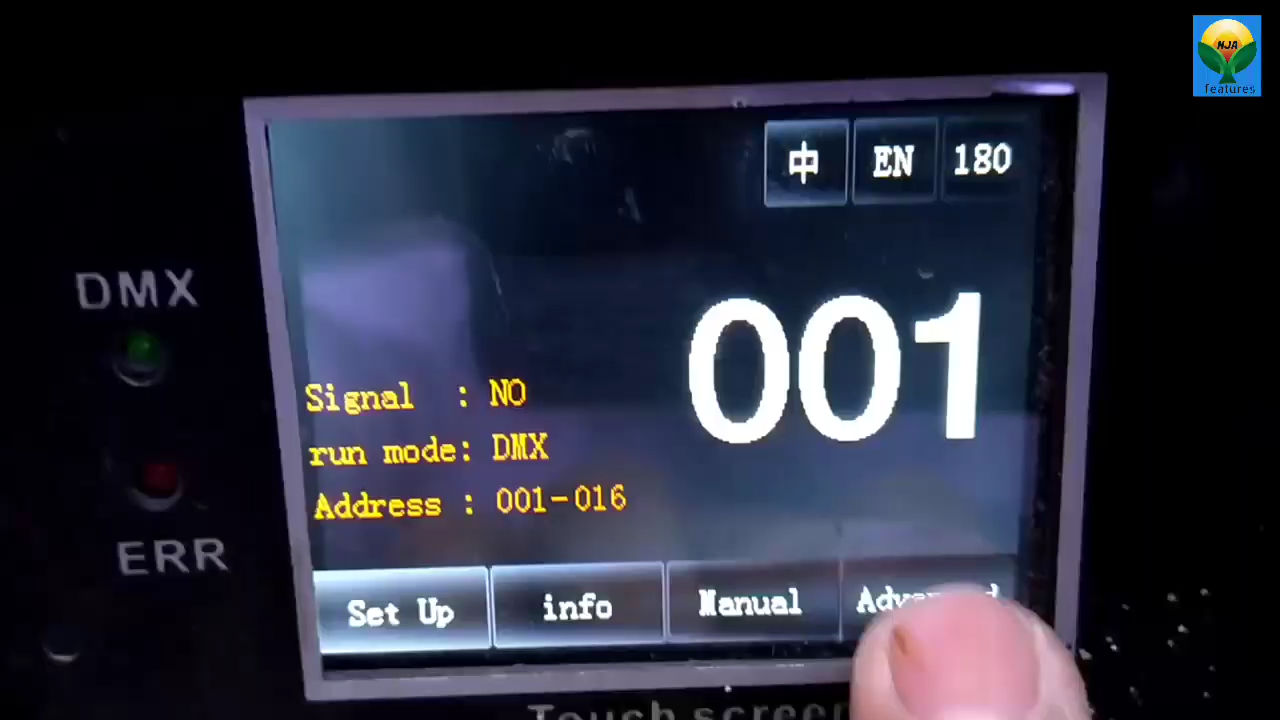 NJA
features
中 EN 180
DMX
001
Signal : NO
run mode: DMX
Address : 001-016
ERR
Set Up info Manual Advanced
Touch screen